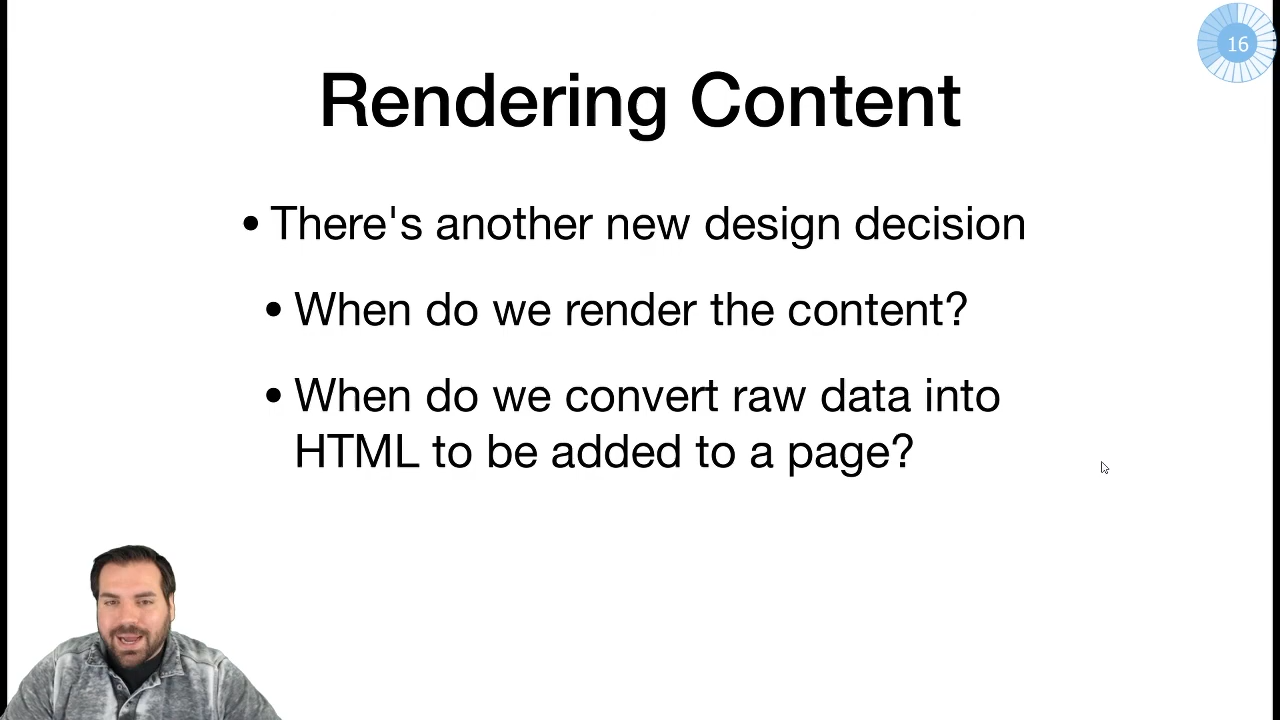 16
Rendering Content
• There's another new design decision
• When do we render the content?
• When do we convert raw data into
HTML to be added to a page?